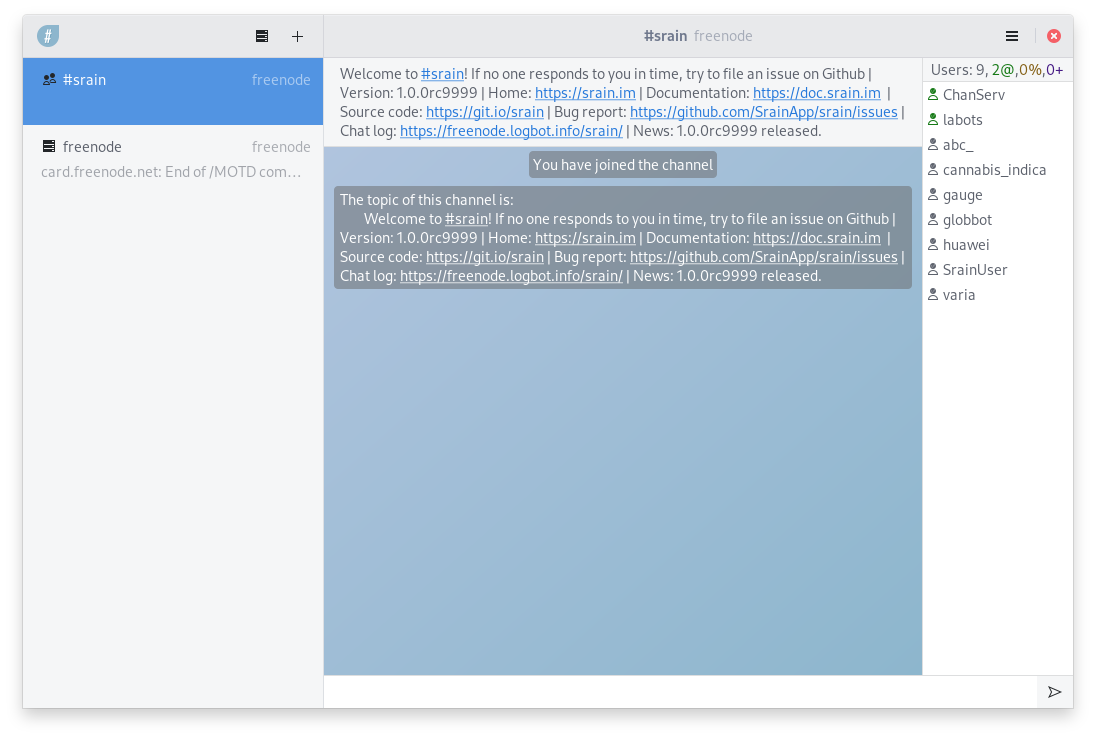 #
#srain freenode
#srain freenode
freenode freenode
card.freenode.net: End of /MOTD com…
Welcome to #srain! If no one responds to you in time, try to file an issue on Github |
Version: 1.0.0rc9999 | Home: https://srain.im | Documentation: https://doc.srain.im |
Source code: https://git.io/srain | Bug report: https://github.com/SrainApp/srain/issues |
Chat log: https://freenode.logbot.info/srain/ | News: 1.0.0rc9999 released.
You have joined the channel
The topic of this channel is:
Welcome to #srain! If no one responds to you in time, try to file an issue on Github |
Version: 1.0.0rc9999 | Home: https://srain.im | Documentation: https://doc.srain.im |
Source code: https://git.io/srain | Bug report: https://github.com/SrainApp/srain/issues |
Chat log: https://freenode.logbot.info/srain/ | News: 1.0.0rc9999 released.
Users: 9, 2@,0%,0+
ChanServ
labots
abc_
cannabis_indica
gauge
globbot
huawei
SrainUser
varia